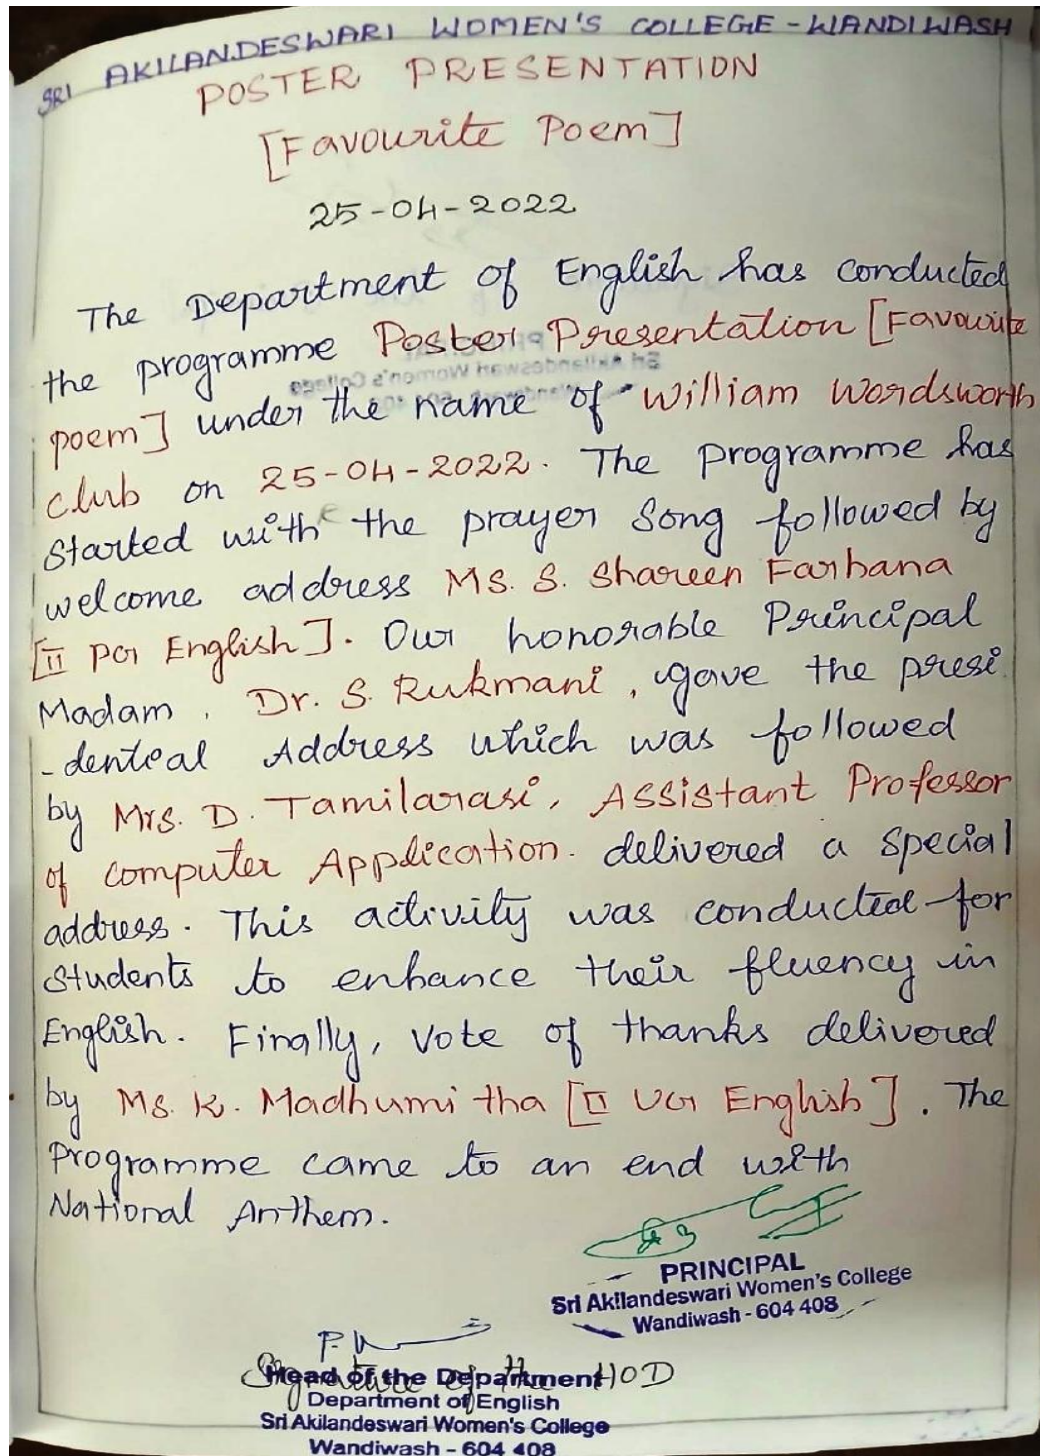 SRI AKILANDESWARI WOMEN'S COLLEGE - WANDIWASH
POSTER PRESENTATION
[Favourite Poem]
25-04-2022
The Department of English has conducted
the programme Poster Presentation [Favourite
poem] under the name of William Wordsworth
club on 25-04-2022. The programme has
started with the prayer song followed by
welcome address Ms. S. Shareen Farhana
[II PG English]. Our honorable Principal
Madam, Dr. S. Rukmani, gave the presi
-dential Address which was followed
by Mrs. D. Tamilarasi, Assistant Professor
of Computer Application. delivered a special
address. This activity was conducted for
students to enhance their fluency in
English. Finally, Vote of thanks delivered
by Ms. K. Madhumitha [II UG English]. The
Programme came to an end with
National Anthem.
PRINCIPAL
Sri Akilandeswari Women's College
Wandiwash - 604 408
Signature of the HOD
Head of the Department
Department of English
Sri Akilandeswari Women's College
Wandiwash - 604 408